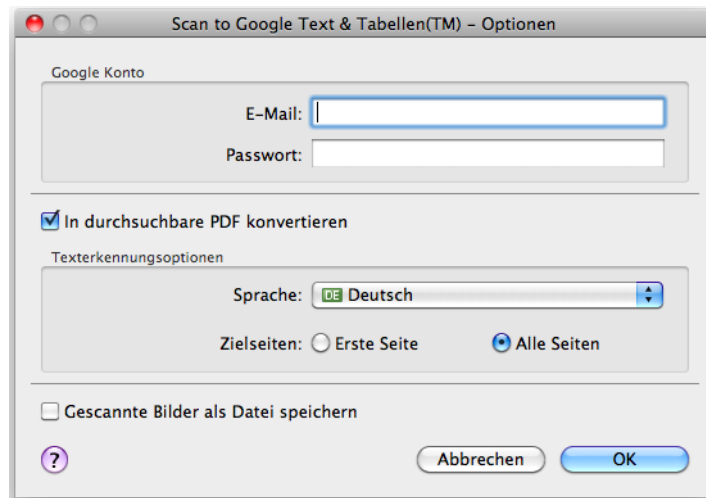 Scan to Google Text & Tabellen(TM) – Optionen
Google Konto
E-Mail:
Passwort:
In durchsuchbare PDF konvertieren
Texterkennungsoptionen
Sprache: DE Deutsch
Zielseiten: Erste Seite Alle Seiten
Gescannte Bilder als Datei speichern
? Abbrechen OK